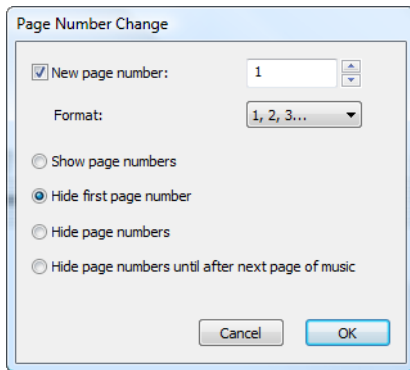 Page Number Change
New page number: 1
Format: 1, 2, 3...
Show page numbers
Hide first page number
Hide page numbers
Hide page numbers until after next page of music
Cancel OK